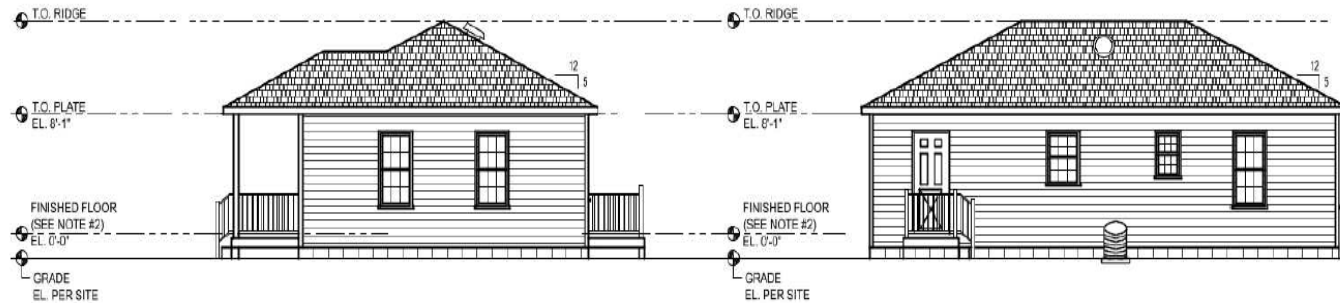 T.O. RIDGE
12
5
T.O. PLATE
EL. 8'-1"
FINISHED FLOOR
(SEE NOTE #2)
EL. 0'-0"
GRADE
EL. PER SITE
T.O. RIDGE
12
5
T.O. PLATE
EL. 8'-1"
FINISHED FLOOR
(SEE NOTE #2)
EL. 0'-0"
GRADE
EL. PER SITE